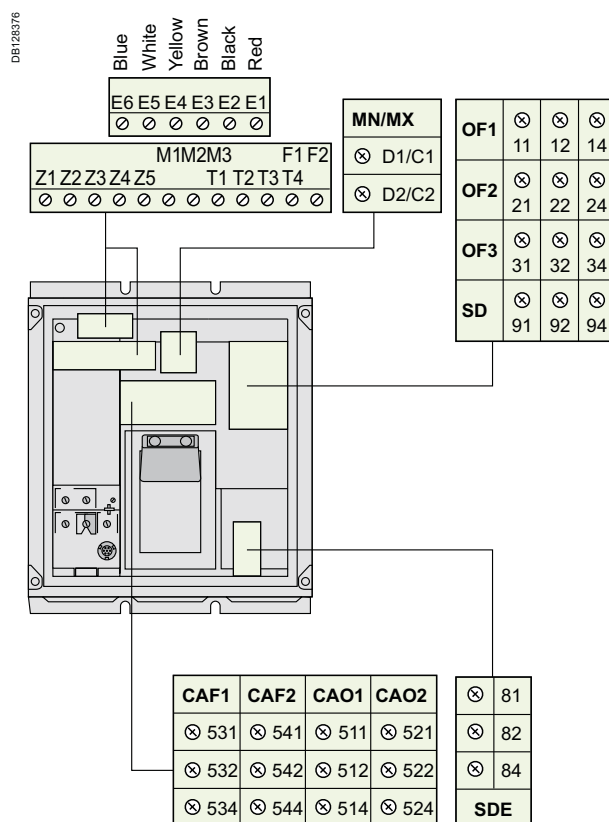 DB128376
Blue
White
Yellow
Brown
Black
Red
E6 E5 E4 E3 E2 E1
M1M2M3 F1 F2
Z1 Z2 Z3 Z4 Z5 T1 T2 T3 T4
MN/MX
D1/C1
D2/C2
OF1 11 12 14
OF2 21 22 24
OF3 31 32 34
SD 91 92 94
CAF1 CAF2 CAO1 CAO2
531 541 511 521
532 542 512 522
534 544 514 524
81
82
84
SDE